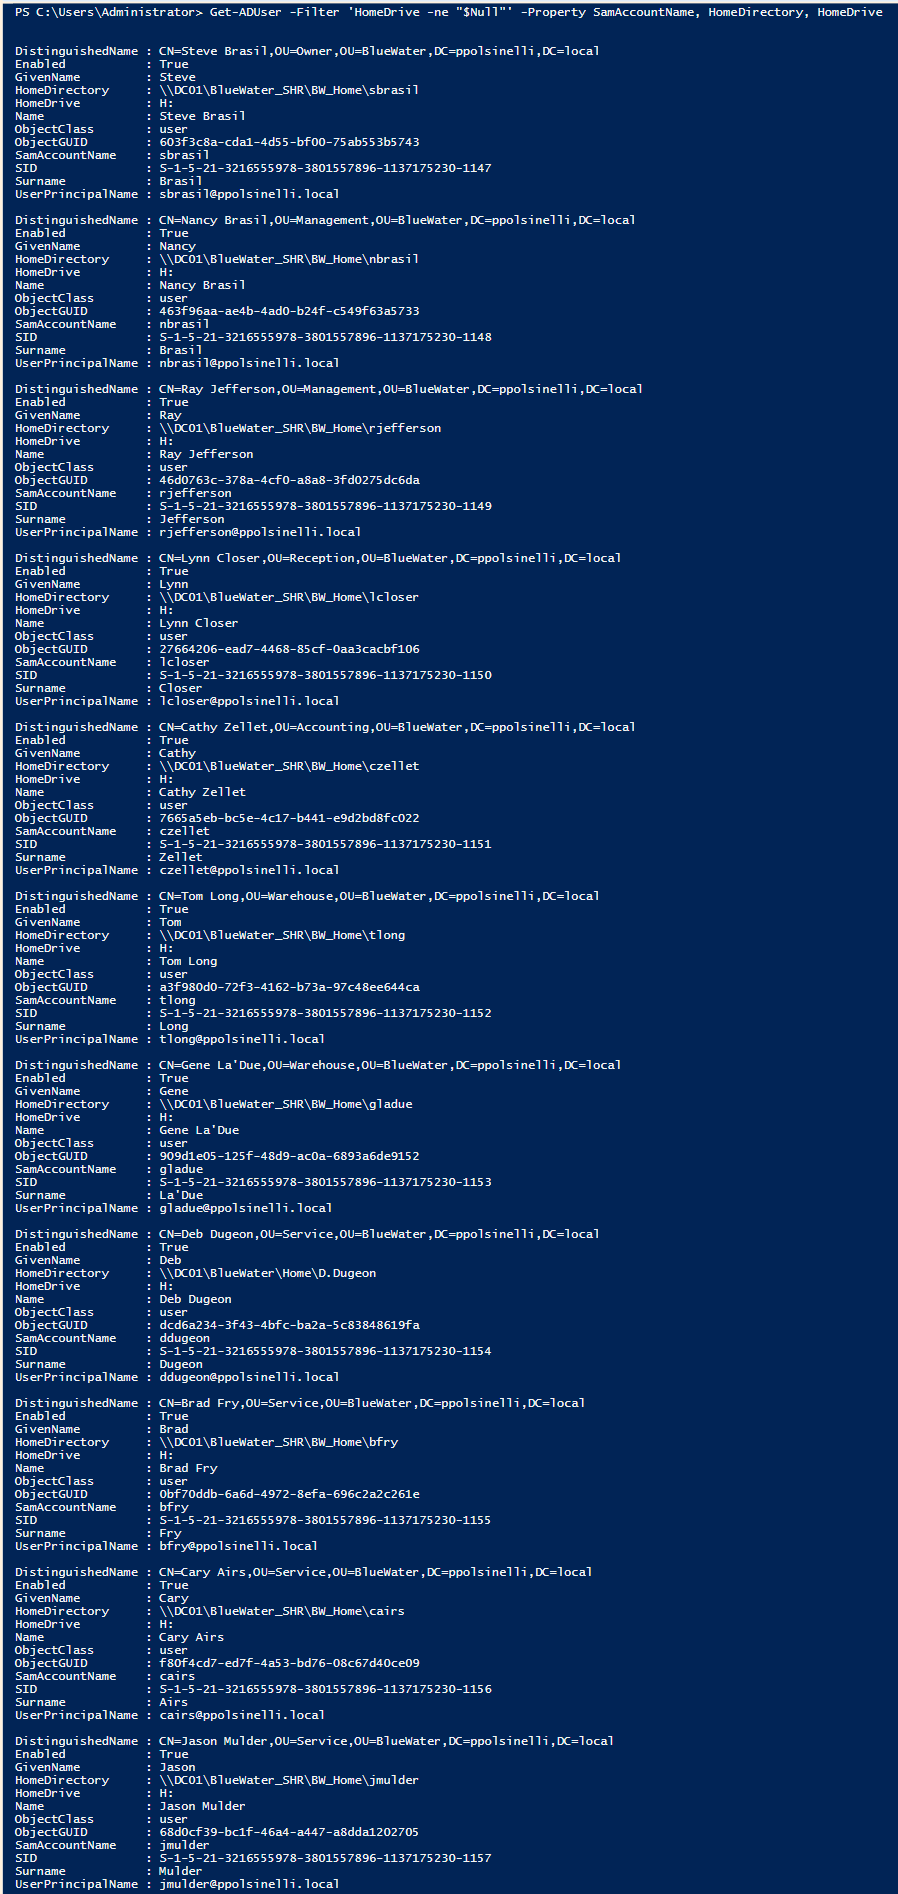 PS C:\Users\Administrator> Get-ADUser -Filter 'HomeDrive -ne "$Null"' -Property SamAccountName, HomeDirectory, HomeDrive
DistinguishedName : CN=Steve Brasil,OU=Owner,OU=BlueWater,DC=ppolsinelli,DC=local
Enabled : True
GivenName : Steve
HomeDirectory : \\DC01\BlueWater_SHR\BW_Home\sbrasil
HomeDrive : H:
Name : Steve Brasil
ObjectClass : user
ObjectGUID : 603f3c8a-cda1-4d55-bf00-75ab553b5743
SamAccountName : sbrasil
SID : S-1-5-21-3216555978-3801557896-1137175230-1147
Surname : Brasil
UserPrincipalName : sbrasil@ppolsinelli.local
DistinguishedName : CN=Nancy Brasil,OU=Management,OU=BlueWater,DC=ppolsinelli,DC=local
Enabled : True
GivenName : Nancy
HomeDirectory : \\DC01\BlueWater_SHR\BW_Home\nbrasil
HomeDrive : H:
Name : Nancy Brasil
ObjectClass : user
ObjectGUID : 463f96aa-ae4b-4ad0-b24f-c549f63a5733
SamAccountName : nbrasil
SID : S-1-5-21-3216555978-3801557896-1137175230-1148
Surname : Brasil
UserPrincipalName : nbrasil@ppolsinelli.local
DistinguishedName : CN=Ray Jefferson,OU=Management,OU=BlueWater,DC=ppolsinelli,DC=local
Enabled : True
GivenName : Ray
HomeDirectory : \\DC01\BlueWater_SHR\BW_Home\rjefferson
HomeDrive : H:
Name : Ray Jefferson
ObjectClass : user
ObjectGUID : 46d0763c-378a-4cf0-a8a8-3fd0275dc6da
SamAccountName : rjefferson
SID : S-1-5-21-3216555978-3801557896-1137175230-1149
Surname : Jefferson
UserPrincipalName : rjefferson@ppolsinelli.local
DistinguishedName : CN=Lynn Closer,OU=Reception,OU=BlueWater,DC=ppolsinelli,DC=local
Enabled : True
GivenName : Lynn
HomeDirectory : \\DC01\BlueWater_SHR\BW_Home\lcloser
HomeDrive : H:
Name : Lynn Closer
ObjectClass : user
ObjectGUID : 27664206-ead7-4468-85cf-0aa3cacbf106
SamAccountName : lcloser
SID : S-1-5-21-3216555978-3801557896-1137175230-1150
Surname : Closer
UserPrincipalName : lcloser@ppolsinelli.local
DistinguishedName : CN=Cathy Zellet,OU=Accounting,OU=BlueWater,DC=ppolsinelli,DC=local
Enabled : True
GivenName : Cathy
HomeDirectory : \\DC01\BlueWater_SHR\BW_Home\czellet
HomeDrive : H:
Name : Cathy Zellet
ObjectClass : user
ObjectGUID : 7665a5eb-bc5e-4c17-b441-e9d2bd8fc022
SamAccountName : czellet
SID : S-1-5-21-3216555978-3801557896-1137175230-1151
Surname : Zellet
UserPrincipalName : czellet@ppolsinelli.local
DistinguishedName : CN=Tom Long,OU=Warehouse,OU=BlueWater,DC=ppolsinelli,DC=local
Enabled : True
GivenName : Tom
HomeDirectory : \\DC01\BlueWater_SHR\BW_Home\tlong
HomeDrive : H:
Name : Tom Long
ObjectClass : user
ObjectGUID : a3f980d0-72f3-4162-b73a-97c48ee644ca
SamAccountName : tlong
SID : S-1-5-21-3216555978-3801557896-1137175230-1152
Surname : Long
UserPrincipalName : tlong@ppolsinelli.local
DistinguishedName : CN=Gene La'Due,OU=Warehouse,OU=BlueWater,DC=ppolsinelli,DC=local
Enabled : True
GivenName : Gene
HomeDirectory : \\DC01\BlueWater_SHR\BW_Home\gladue
HomeDrive : H:
Name : Gene La'Due
ObjectClass : user
ObjectGUID : 909d1e05-125f-48d9-ac0a-6893a6de9152
SamAccountName : gladue
SID : S-1-5-21-3216555978-3801557896-1137175230-1153
Surname : La'Due
UserPrincipalName : gladue@ppolsinelli.local
DistinguishedName : CN=Deb Dugeon,OU=Service,OU=BlueWater,DC=ppolsinelli,DC=local
Enabled : True
GivenName : Deb
HomeDirectory : \\DC01\BlueWater\Home\D.Dugeon
HomeDrive : H:
Name : Deb Dugeon
ObjectClass : user
ObjectGUID : dcd6a234-3f43-4bfc-ba2a-5c83848619fa
SamAccountName : ddugeon
SID : S-1-5-21-3216555978-3801557896-1137175230-1154
Surname : Dugeon
UserPrincipalName : ddugeon@ppolsinelli.local
DistinguishedName : CN=Brad Fry,OU=Service,OU=BlueWater,DC=ppolsinelli,DC=local
Enabled : True
GivenName : Brad
HomeDirectory : \\DC01\BlueWater_SHR\BW_Home\bfry
HomeDrive : H:
Name : Brad Fry
ObjectClass : user
ObjectGUID : 0bf70ddb-6a6d-4972-8efa-696c2a2c261e
SamAccountName : bfry
SID : S-1-5-21-3216555978-3801557896-1137175230-1155
Surname : Fry
UserPrincipalName : bfry@ppolsinelli.local
DistinguishedName : CN=Cary Airs,OU=Service,OU=BlueWater,DC=ppolsinelli,DC=local
Enabled : True
GivenName : Cary
HomeDirectory : \\DC01\BlueWater_SHR\BW_Home\cairs
HomeDrive : H:
Name : Cary Airs
ObjectClass : user
ObjectGUID : f80f4cd7-ed7f-4a53-bd76-08c67d40ce09
SamAccountName : cairs
SID : S-1-5-21-3216555978-3801557896-1137175230-1156
Surname : Airs
UserPrincipalName : cairs@ppolsinelli.local
DistinguishedName : CN=Jason Mulder,OU=Service,OU=BlueWater,DC=ppolsinelli,DC=local
Enabled : True
GivenName : Jason
HomeDirectory : \\DC01\BlueWater_SHR\BW_Home\jmulder
HomeDrive : H:
Name : Jason Mulder
ObjectClass : user
ObjectGUID : 68d0cf39-bc1f-46a4-a447-a8dda1202705
SamAccountName : jmulder
SID : S-1-5-21-3216555978-3801557896-1137175230-1157
Surname : Mulder
UserPrincipalName : jmulder@ppolsinelli.local